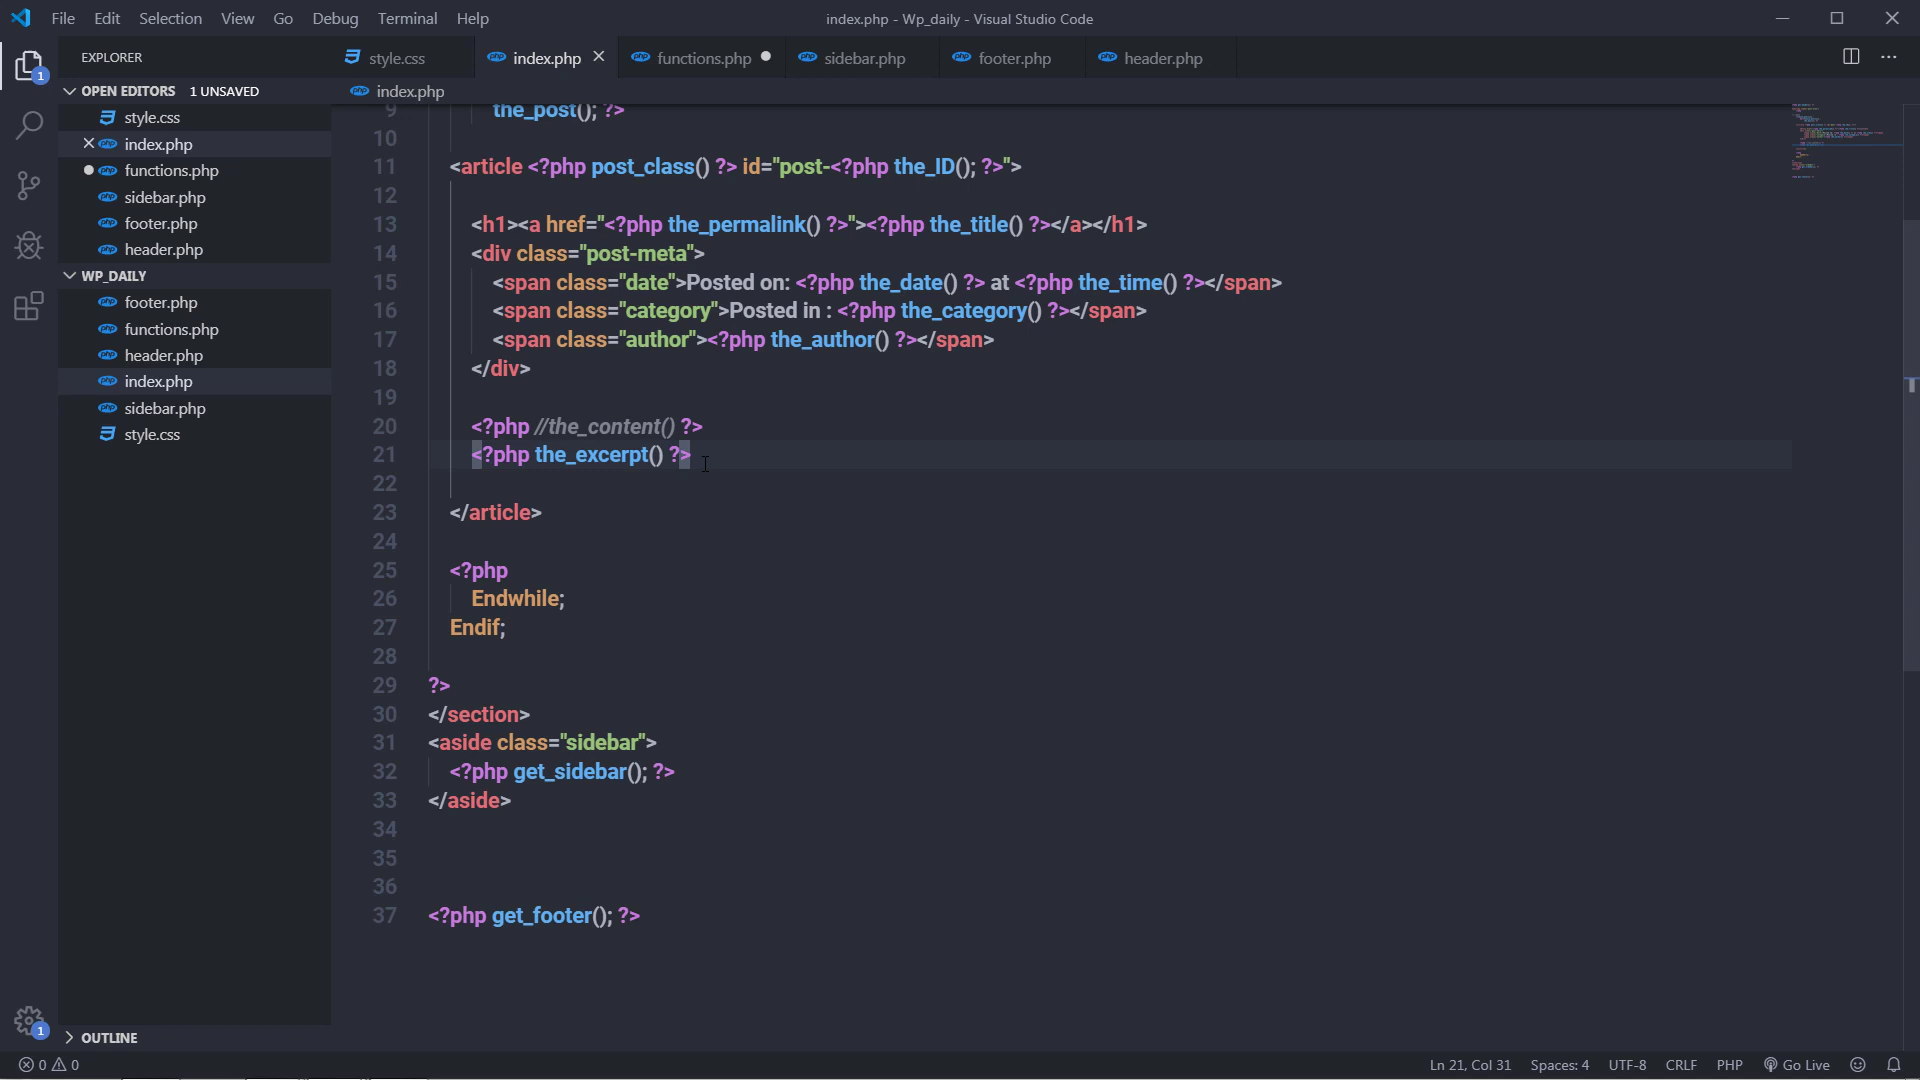 File Edit Selection View Go Debug Terminal Help
index.php - Wp_daily - Visual Studio Code
EXPLORER
style.css index.php functions.php sidebar.php footer.php header.php
OPEN EDITORS 1 UNSAVED
style.css
index.php
functions.php
sidebar.php
footer.php
header.php
WP_DAILY
footer.php
functions.php
header.php
index.php
sidebar.php
style.css
OUTLINE
1
1
index.php
9 the_post(); ?>
10
11 <article <?php post_class() ?> id="post-<?php the_ID(); ?>">
12
13 <h1><a href="<?php the_permalink() ?>"><?php the_title() ?></a></h1>
14 <div class="post-meta">
15 <span class="date">Posted on: <?php the_date() ?> at <?php the_time() ?></span>
16 <span class="category">Posted in : <?php the_category() ?></span>
17 <span class="author"><?php the_author() ?></span>
18 </div>
19
20 <?php //the_content() ?>
21 <?php the_excerpt() ?>
22
23 </article>
24
25 <?php
26 Endwhile;
27 Endif;
28
29 ?>
30 </section>
31 <aside class="sidebar">
32 <?php get_sidebar(); ?>
33 </aside>
34
35
36
37 <?php get_footer(); ?>
0 0
Ln 21, Col 31 Spaces: 4 UTF-8 CRLF PHP Go Live